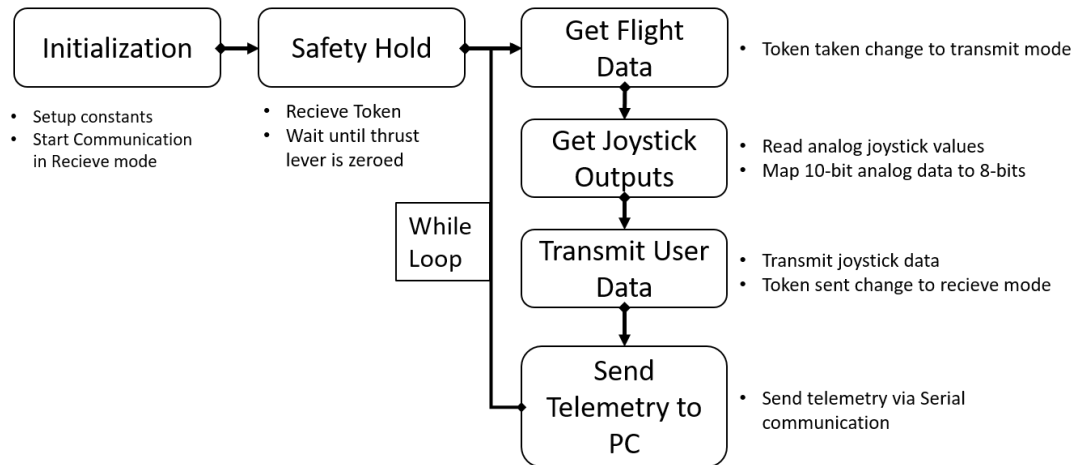 Initialization
• Setup constants
• Start Communication
in Recieve mode
Safety Hold
• Recieve Token
• Wait until thrust
lever is zeroed
While
Loop
Get Flight
Data
• Token taken change to transmit mode
Get Joystick
Outputs
• Read analog joystick values
• Map 10-bit analog data to 8-bits
Transmit User
Data
• Transmit joystick data
• Token sent change to recieve mode
Send
Telemetry to
PC
• Send telemetry via Serial
communication